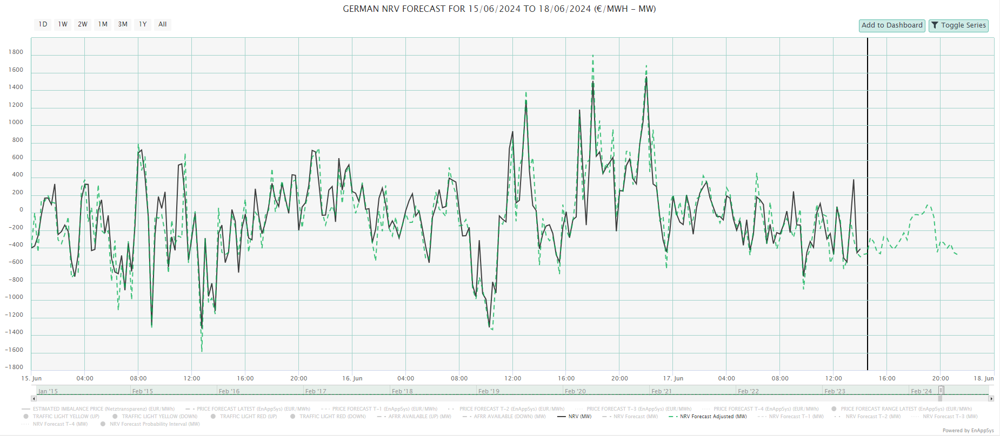 GERMAN NRV FORECAST FOR 15/06/2024 TO 18/06/2024 (€/MWH - MW)
1D 1W 2W 1M 3M 1Y All
Add to Dashboard Toggle Series
1800
1600
1400
1200
1000
800
600
400
200
0
-200
-400
-600
-800
-1000
-1200
-1400
-1600
-1800
15. Jun 04:00 08:00 12:00 16:00 20:00 16. Jun 04:00 08:00 12:00 16:00 20:00 17. Jun 04:00 08:00 12:00 16:00 20:00 18. Jun
Jan '15 Feb '15 Feb '16 Feb '17 Feb '18 Feb '19 Feb '20 Feb '21 Feb '22 Feb '23 Feb '24
ESTIMATED IMBALANCE PRICE (Netztransparenz) (EUR/MWh) PRICE FORECAST LATEST (EnAppSys) (EUR/MWh) PRICE FORECAST T-1 (EnAppSys) (EUR/MWh) PRICE FORECAST T-2 (EnAppSys) (EUR/MWh) PRICE FORECAST T-3 (EnAppSys) (EUR/MWh) PRICE FORECAST T-4 (EnAppSys) (EUR/MWh) PRICE FORECAST RANGE LATEST (EnAppSys) (EUR/MWh)
TRAFFIC LIGHT YELLOW (UP) TRAFFIC LIGHT YELLOW (DOWN) TRAFFIC LIGHT RED (UP) TRAFFIC LIGHT RED (DOWN) AFRR AVAILABLE (UP) (MW) AFRR AVAILABLE (DOWN) (MW) NRV (MW) NRV Forecast (MW) NRV Forecast Adjusted (MW) NRV Forecast T-1 (MW) NRV Forecast T-2 (MW) NRV Forecast T-3 (MW)
NRV Forecast T-4 (MW) NRV Forecast Probability Interval (MW)
Powered by EnAppSys